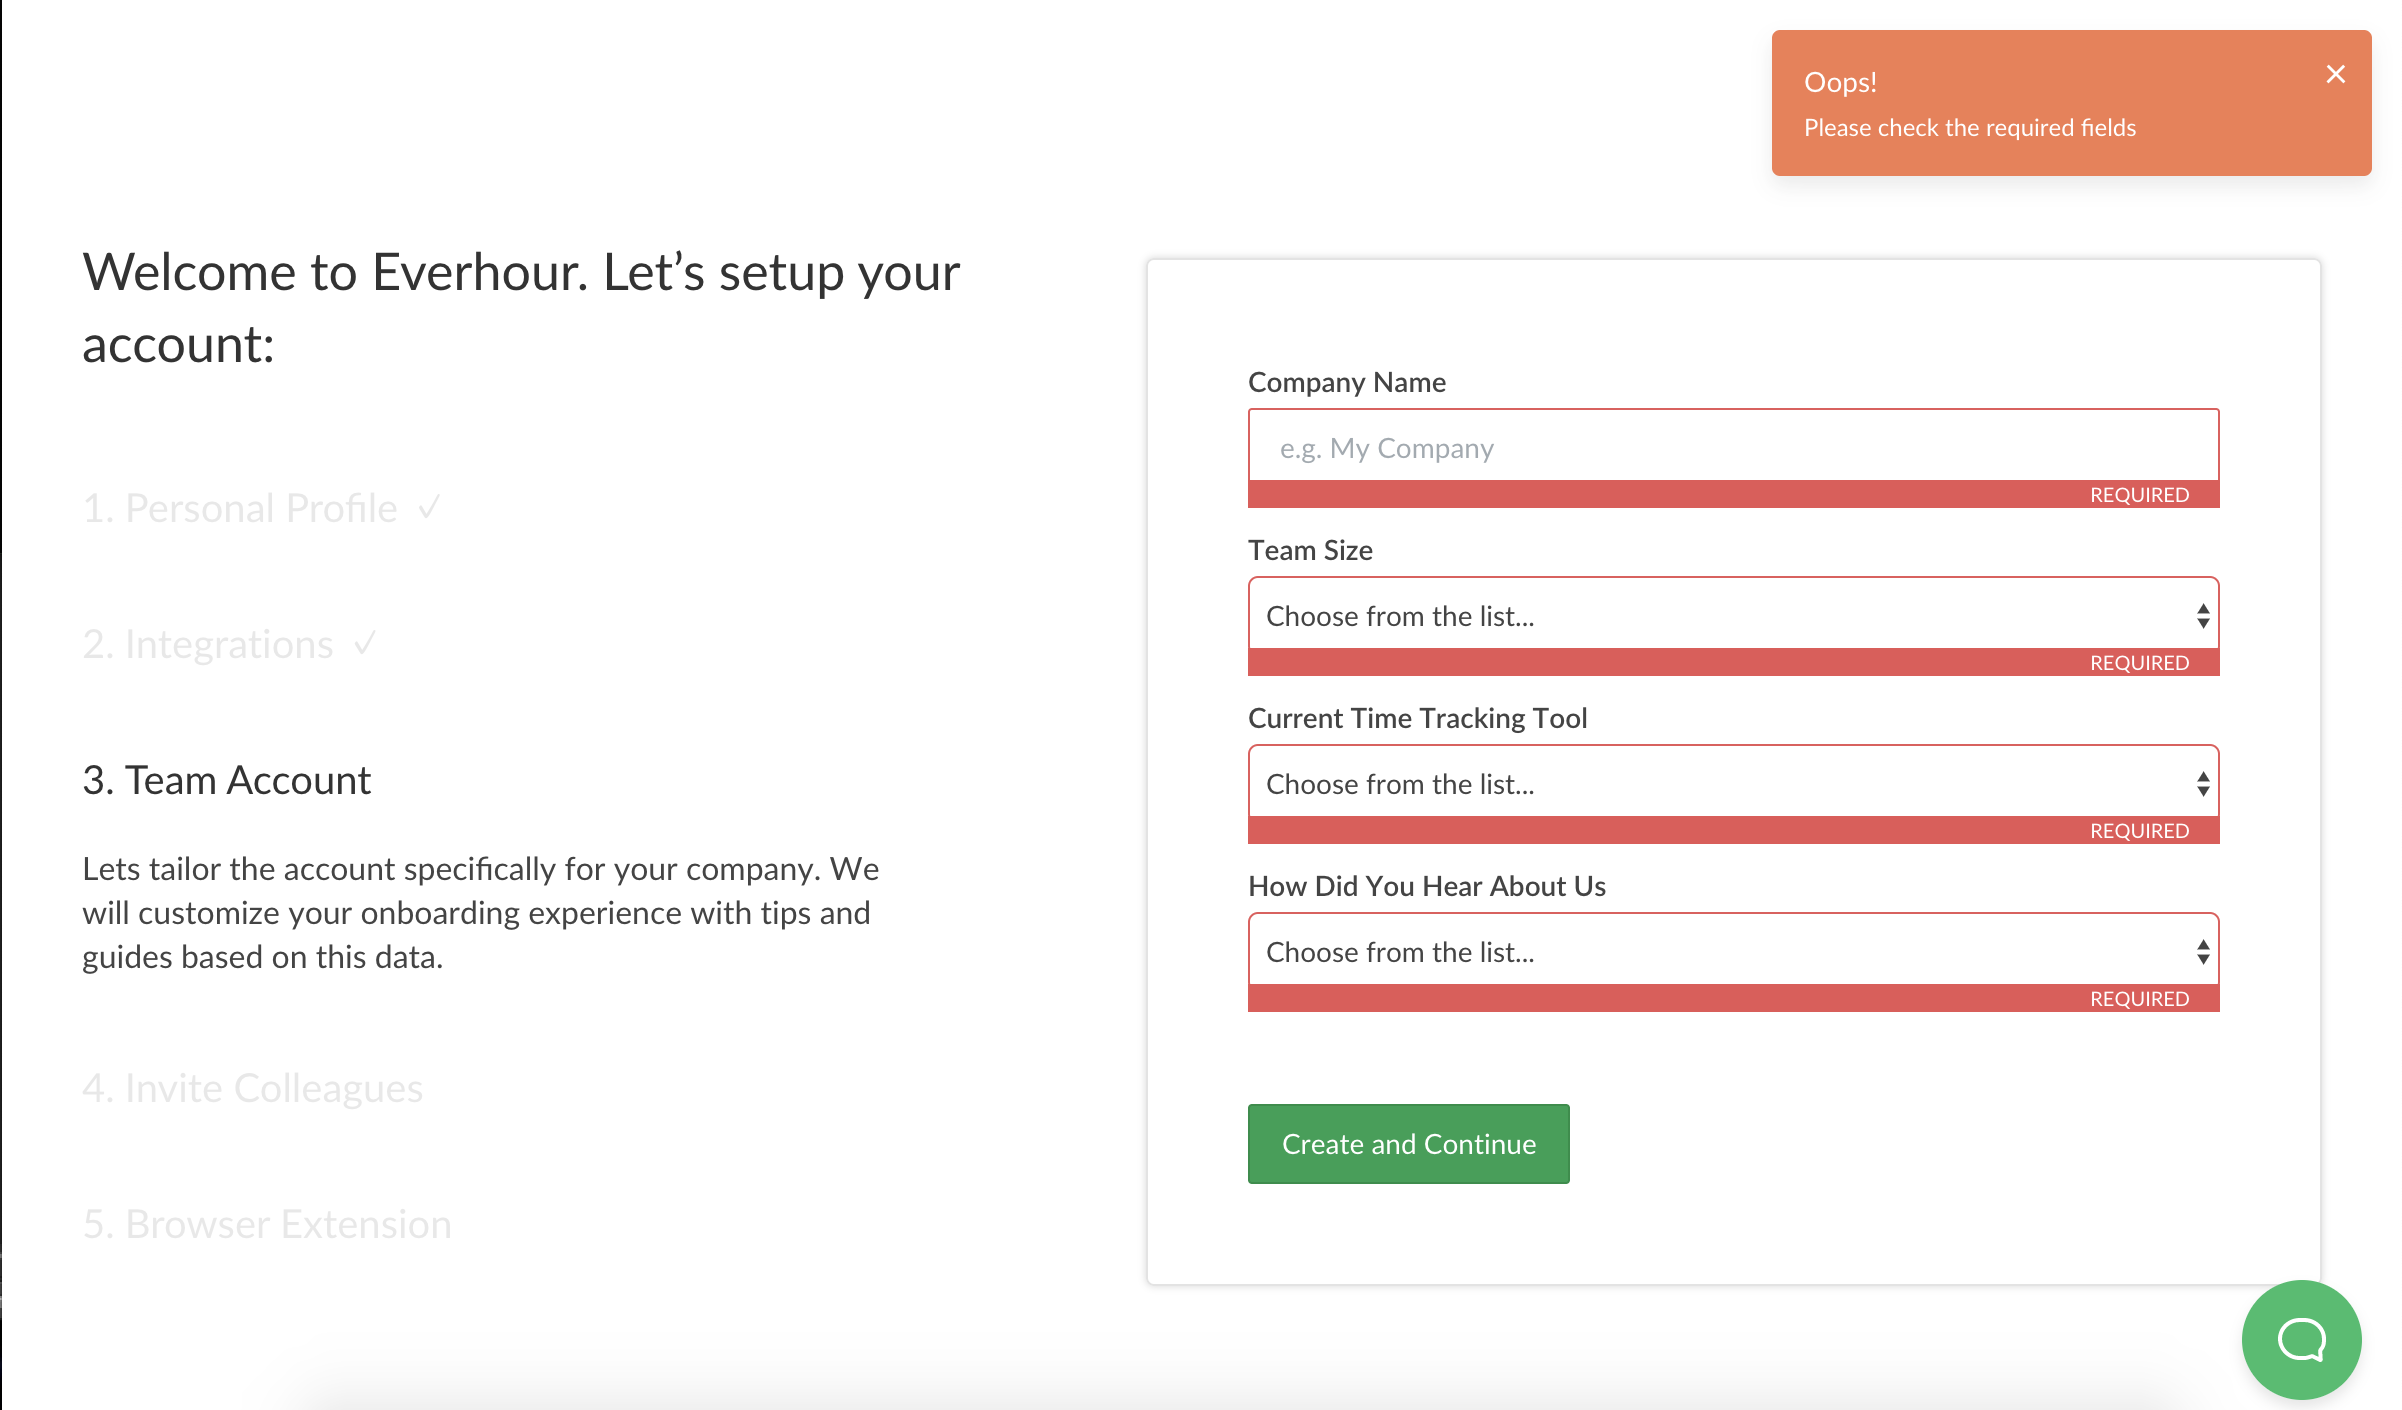 Oops!
Please check the required fields
Welcome to Everhour. Let’s setup your
account:
1. Personal Profile ✓
2. Integrations ✓
3. Team Account
Lets tailor the account specifically for your company. We
will customize your onboarding experience with tips and
guides based on this data.
4. Invite Colleagues
5. Browser Extension
Company Name
e.g. My Company
REQUIRED
Team Size
Choose from the list...
REQUIRED
Current Time Tracking Tool
Choose from the list...
REQUIRED
How Did You Hear About Us
Choose from the list...
REQUIRED
Create and Continue